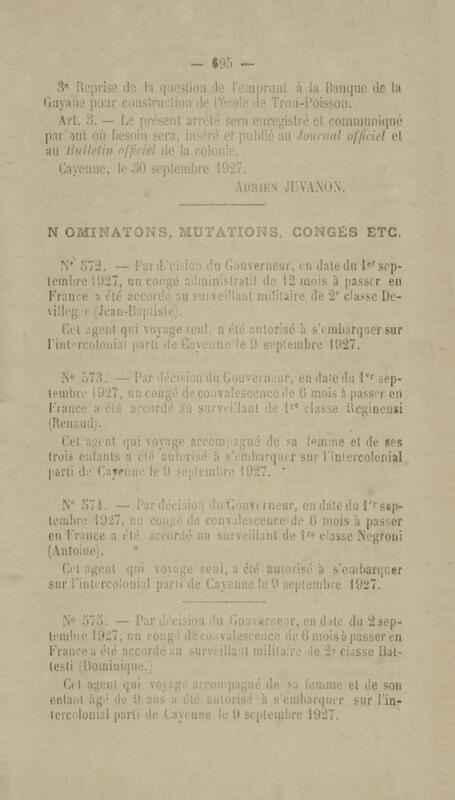 — 695 —
3e Reprise de la question de l'emprunt à la Banque de la
Guyane pour construction de l'école de Trou-Poisson.
Art. 3. — Le présent arrêté sera enregistré et communiqué
partout où besoin sera, inséré et publié au Journal officiel et
au Bulletin officiel de la colonie.
Cayenne, le 30 septembre 1927.
ADRIEN JUVANON.
N OMINATONS, MUTATIONS, CONGÉS ETC.
N° 572. — Par décision du Gouverneur, en date du 1er sep-
tembre 1927, un congé administratif de 12 mois à passer en
France a été accordé au surveillant militaire de 2e classe De-
villeg r (Jean-Baptiste).
Cet agent qui voyage seul, a été autorisé à s'embarquer sur
l'intercolonial parti de Cayenne le 9 septembre 1927.
N° 573. — Par décision du Gouverneur, en date du 1er sep-
tembre 1927, un congé de convalescence de 6 mois à passer en
France a été accordé au surveillant de 1re classe Reginensi
(Renaud).
Cet agent qui voyage accompagné de sa femme et de ses
trois enfants a été autorisé à s'embarquer sur l'intercolonial
parti de Cayenne le 9 septembre 1927.
N° 574. — Par décision du Gouverneur, en date du 1er sep-
tembre 1927, un congé de convalescence de 6 mois à passer
en France a été accordé au surveillant de 1re classe Negroni
(Antoine).
Cet agent qui voyage seul, a été autorisé à s'embarquer
sur l'intercolonial parti de Cayenne le 9 septembre 1927.
N° 575. — Par décision du Gouverneur, en date du 2 sep-
tembre 1927, un congé de convalescence de 6 mois à passer en
France a été accordé au surveillant militaire de 2e classe Bat-
testi (Dominique.)
Cet agent qui voyage accompagné de sa femme et de son
enfant âgé de 9 ans a été autorisé à s'embarquer sur l'in-
tercolonial parti de Cayenne le 9 septembre 1927.